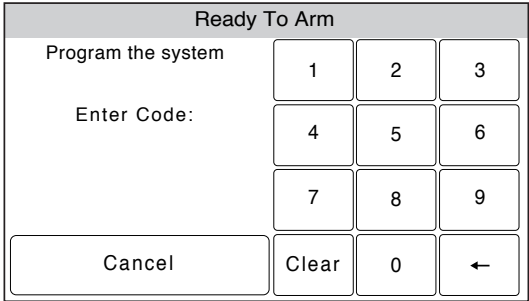 Ready To Arm
Program the system
Enter Code:
1 2 3
4 5 6
7 8 9
Cancel Clear 0 ←